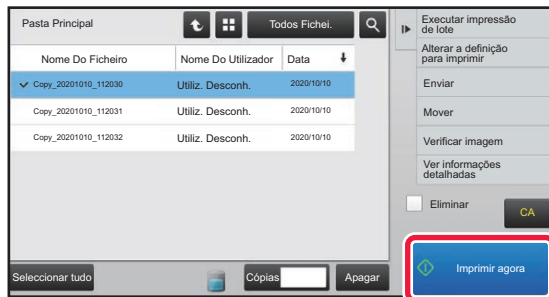 Pasta Principal
Todos Fichei.
Nome Do Ficheiro
Nome Do Utilizador
Data
Copy_20201010_112030
Utiliz. Desconh.
2020/10/10
Copy_20201010_112031
Utiliz. Desconh.
2020/10/10
Copy_20201010_112032
Utiliz. Desconh.
2020/10/10
Seleccionar tudo
Cópias
Apagar
Executar impressão
de lote
Alterar a definição
para imprimir
Enviar
Mover
Verificar imagem
Ver informações
detalhadas
Eliminar
CA
Imprimir agora